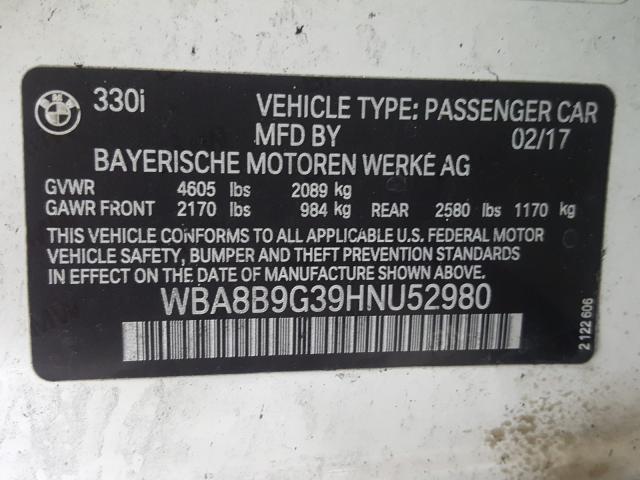 BMW
330i VEHICLE TYPE: PASSENGER CAR
MFD BY 02/17
BAYERISCHE MOTOREN WERKE AG
GVWR 4605 lbs 2089 kg
GAWR FRONT 2170 lbs 984 kg REAR 2580 lbs 1170 kg
THIS VEHICLE CONFORMS TO ALL APPLICABLE U.S. FEDERAL MOTOR
VEHICLE SAFETY, BUMPER AND THEFT PREVENTION STANDARDS
IN EFFECT ON THE DATE OF MANUFACTURE SHOWN ABOVE.
WBA8B9G39HNU52980
2 122 606